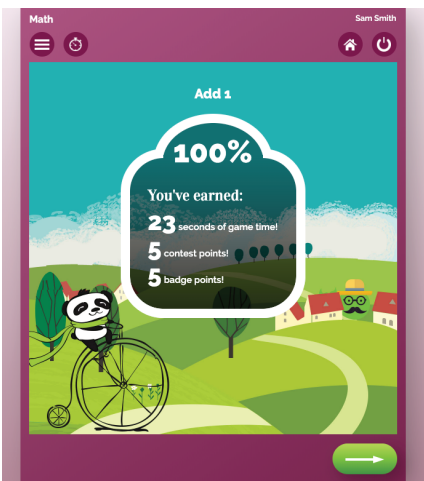 Math
Sam Smith
Add 1
100%
You've earned:
23 seconds of game time!
5 contest points!
5 badge points!